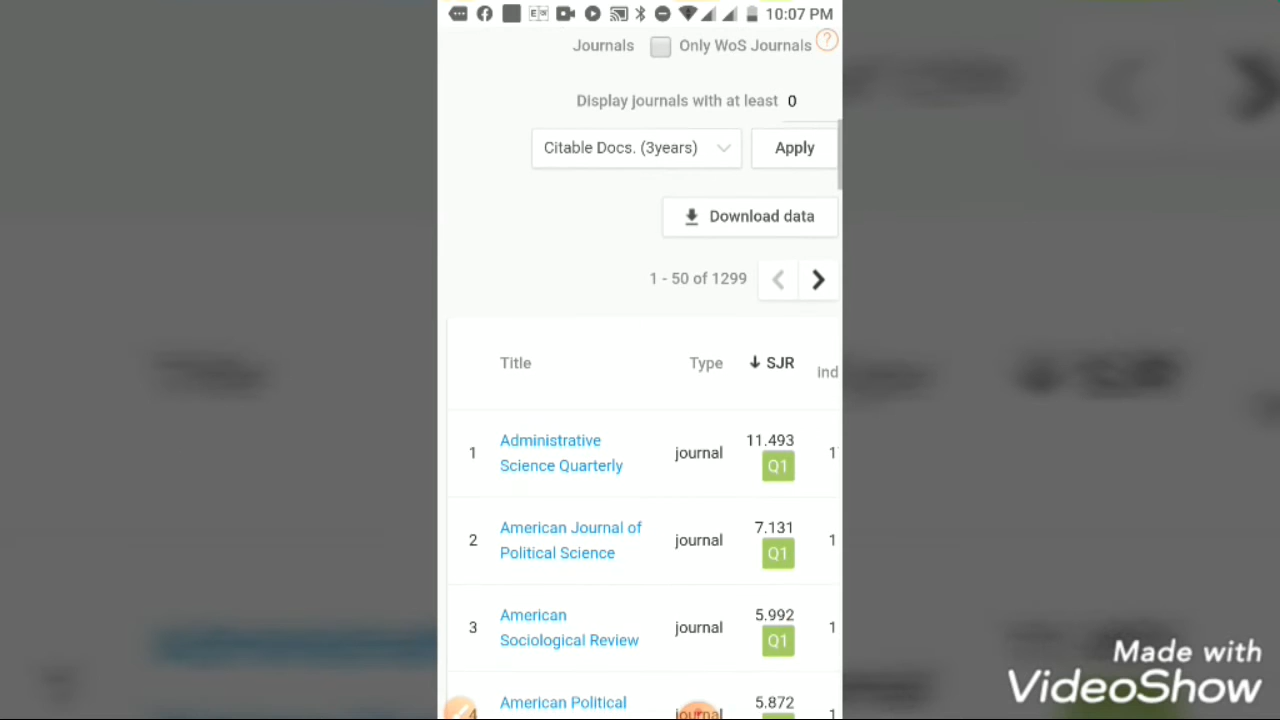 10:07 PM
Journals Only WoS Journals ?
Display journals with at least 0
Citable Docs. (3years) Apply
Download data
1 - 50 of 1299
Title Type SJR ind
1 Administrative Science Quarterly journal 11.493 Q1 1
2 American Journal of Political Science journal 7.131 Q1 1
3 American Sociological Review journal 5.992 Q1 1
4 American Political journal 5.872 1
Made with
VideoShow